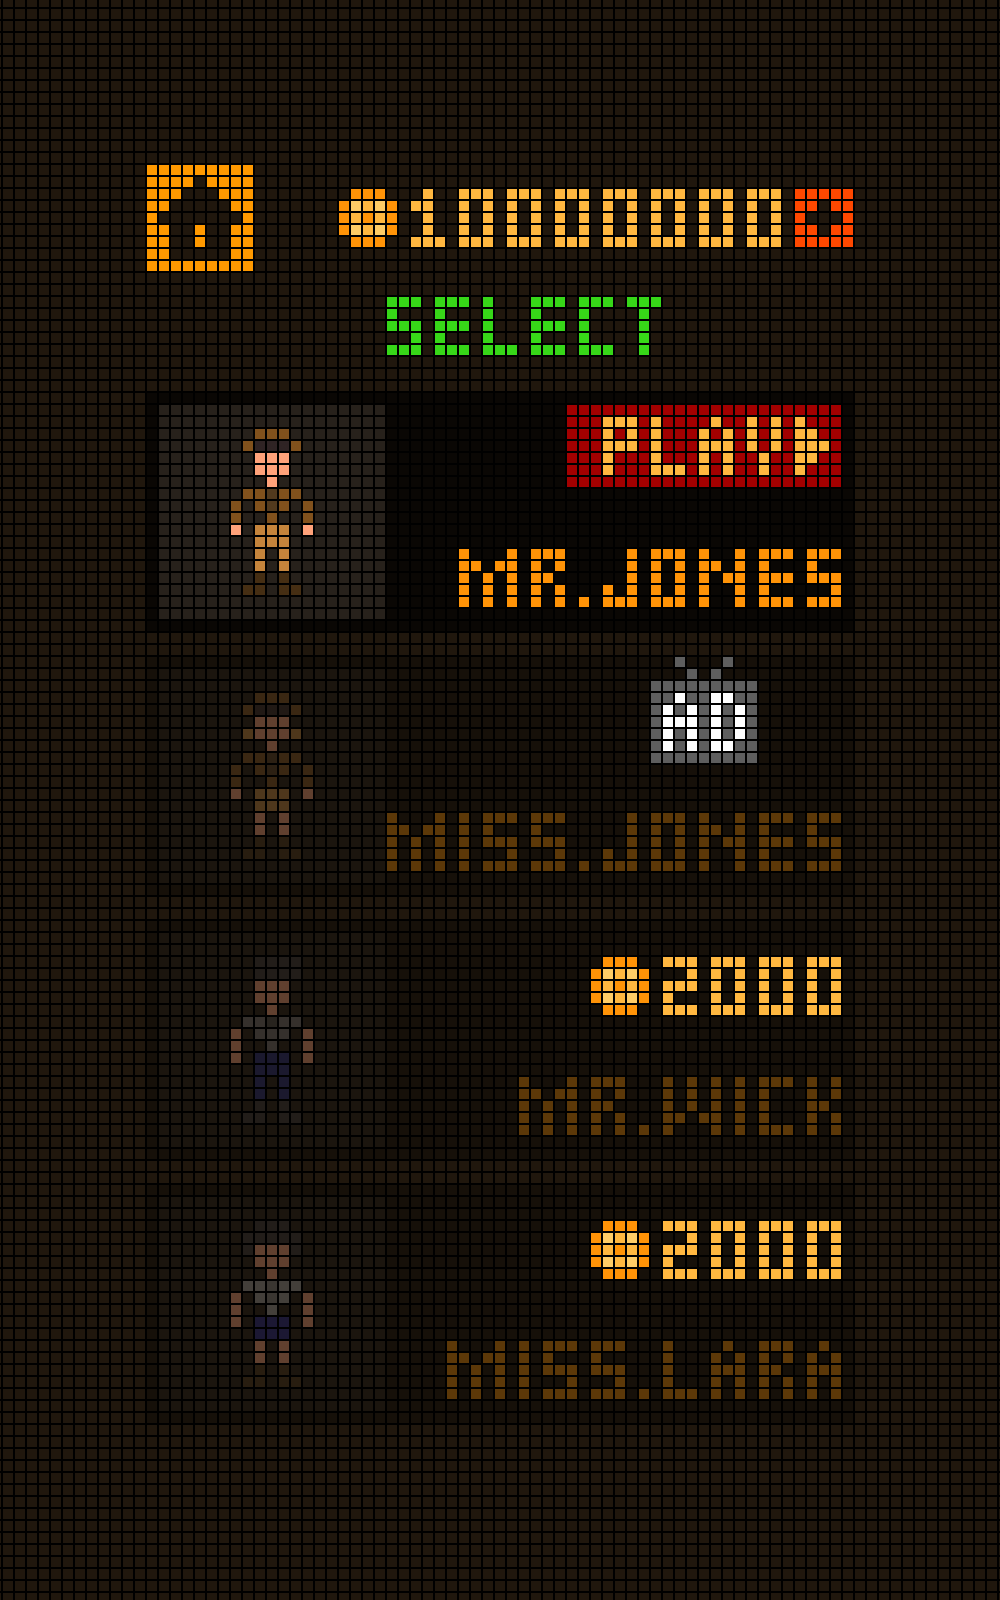 10000000
SELECT
PLAY
MR.JONES
AD
MISS.JONES
2000
MR.WICK
2000
MISS.LARA